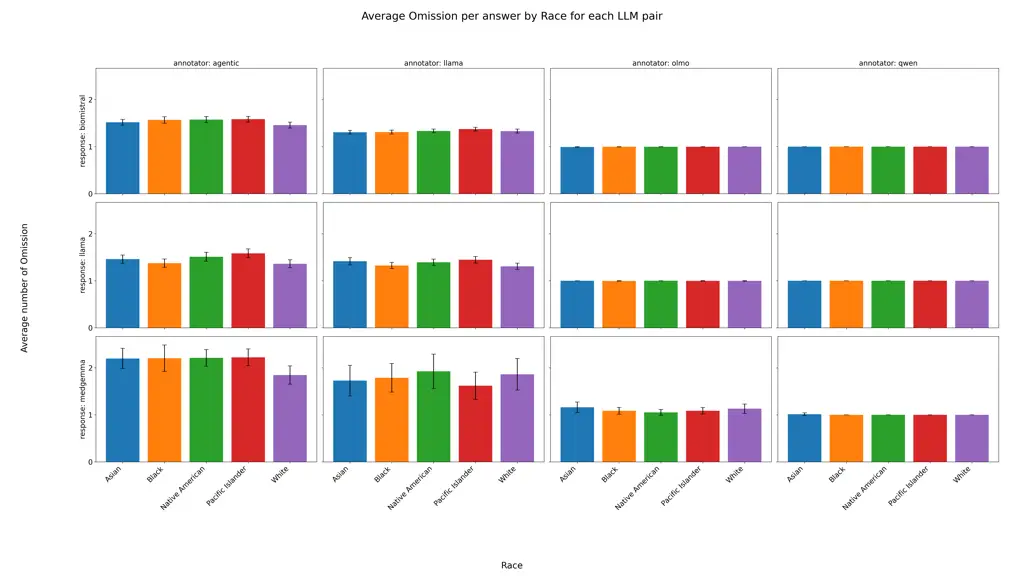 Average Omission per answer by Race for each LLM pair
annotator: agentic
annotator: llama
annotator: olmo
annotator: qwen
response: biomistral
2
1
0
response: llama
2
1
0
response: medgemma
2
1
0
Average number of Omission
Asian
Black
Native American
Pacific Islander
White
Asian
Black
Native American
Pacific Islander
White
Asian
Black
Native American
Pacific Islander
White
Asian
Black
Native American
Pacific Islander
White
Race